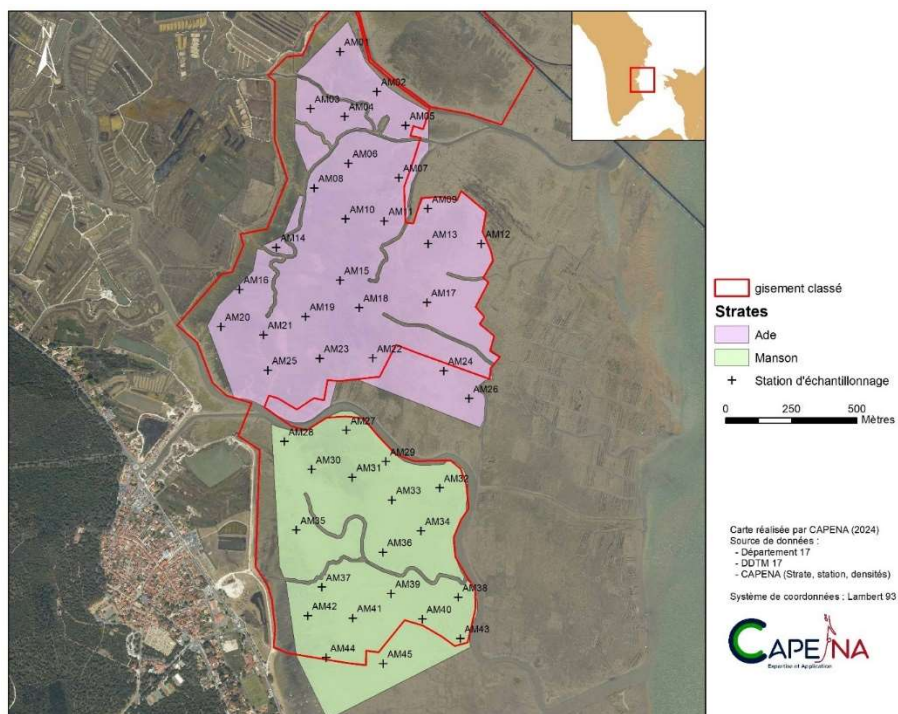 N
AM01
AM02
AM03
AM04
AM05
AM06
AM07
AM08
AM09
AM10
AM11
AM12
AM13
AM14
AM15
AM16
AM17
AM18
AM19
AM20
AM21
AM22
AM23
AM24
AM25
AM26
AM27
AM28
AM29
AM30
AM31
AM32
AM33
AM34
AM35
AM36
AM37
AM38
AM39
AM40
AM41
AM42
AM43
AM44
AM45
gisement classé
Strates
Ade
Manson
Station d'échantillonnage
0 250 500
Mètres
Carte réalisée par CAPENA (2024)
Source de données :
- Département 17
- DDTM 17
- CAPENA (Strate, station, densités)
Système de coordonnées : Lambert 93
CAPENA
Expertise et Application